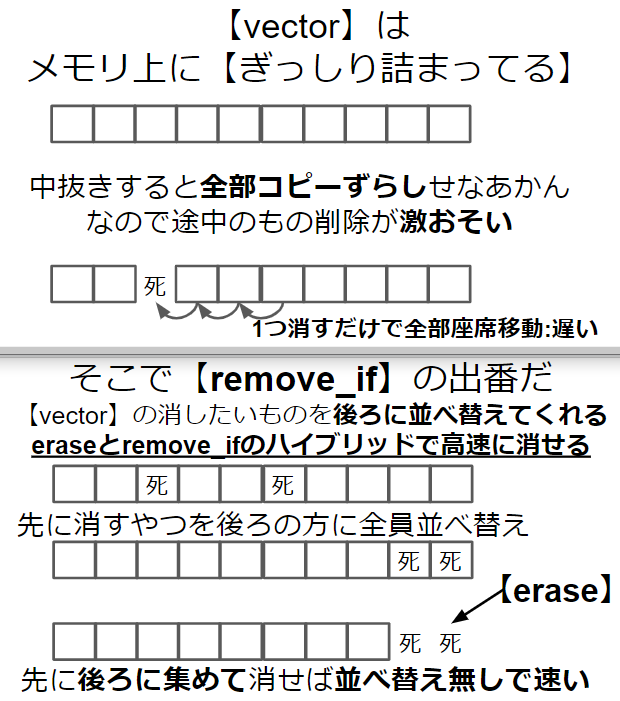 【vector】は
メモリ上に【ぎっしり詰まってる】
中抜きすると全部コピーずらしせなあかん
なので途中のもの削除が激おそい
死
1つ消すだけで全部座席移動:遅い
そこで【remove_if】の出番だ
【vector】の消したいものを後ろに並べ替えてくれる
eraseとremove_ifのハイブリッドで高速に消せる
死 死
先に消すやつを後ろの方に全員並べ替え
死 死
【erase】
死 死
先に後ろに集めて消せば並べ替え無しで速い